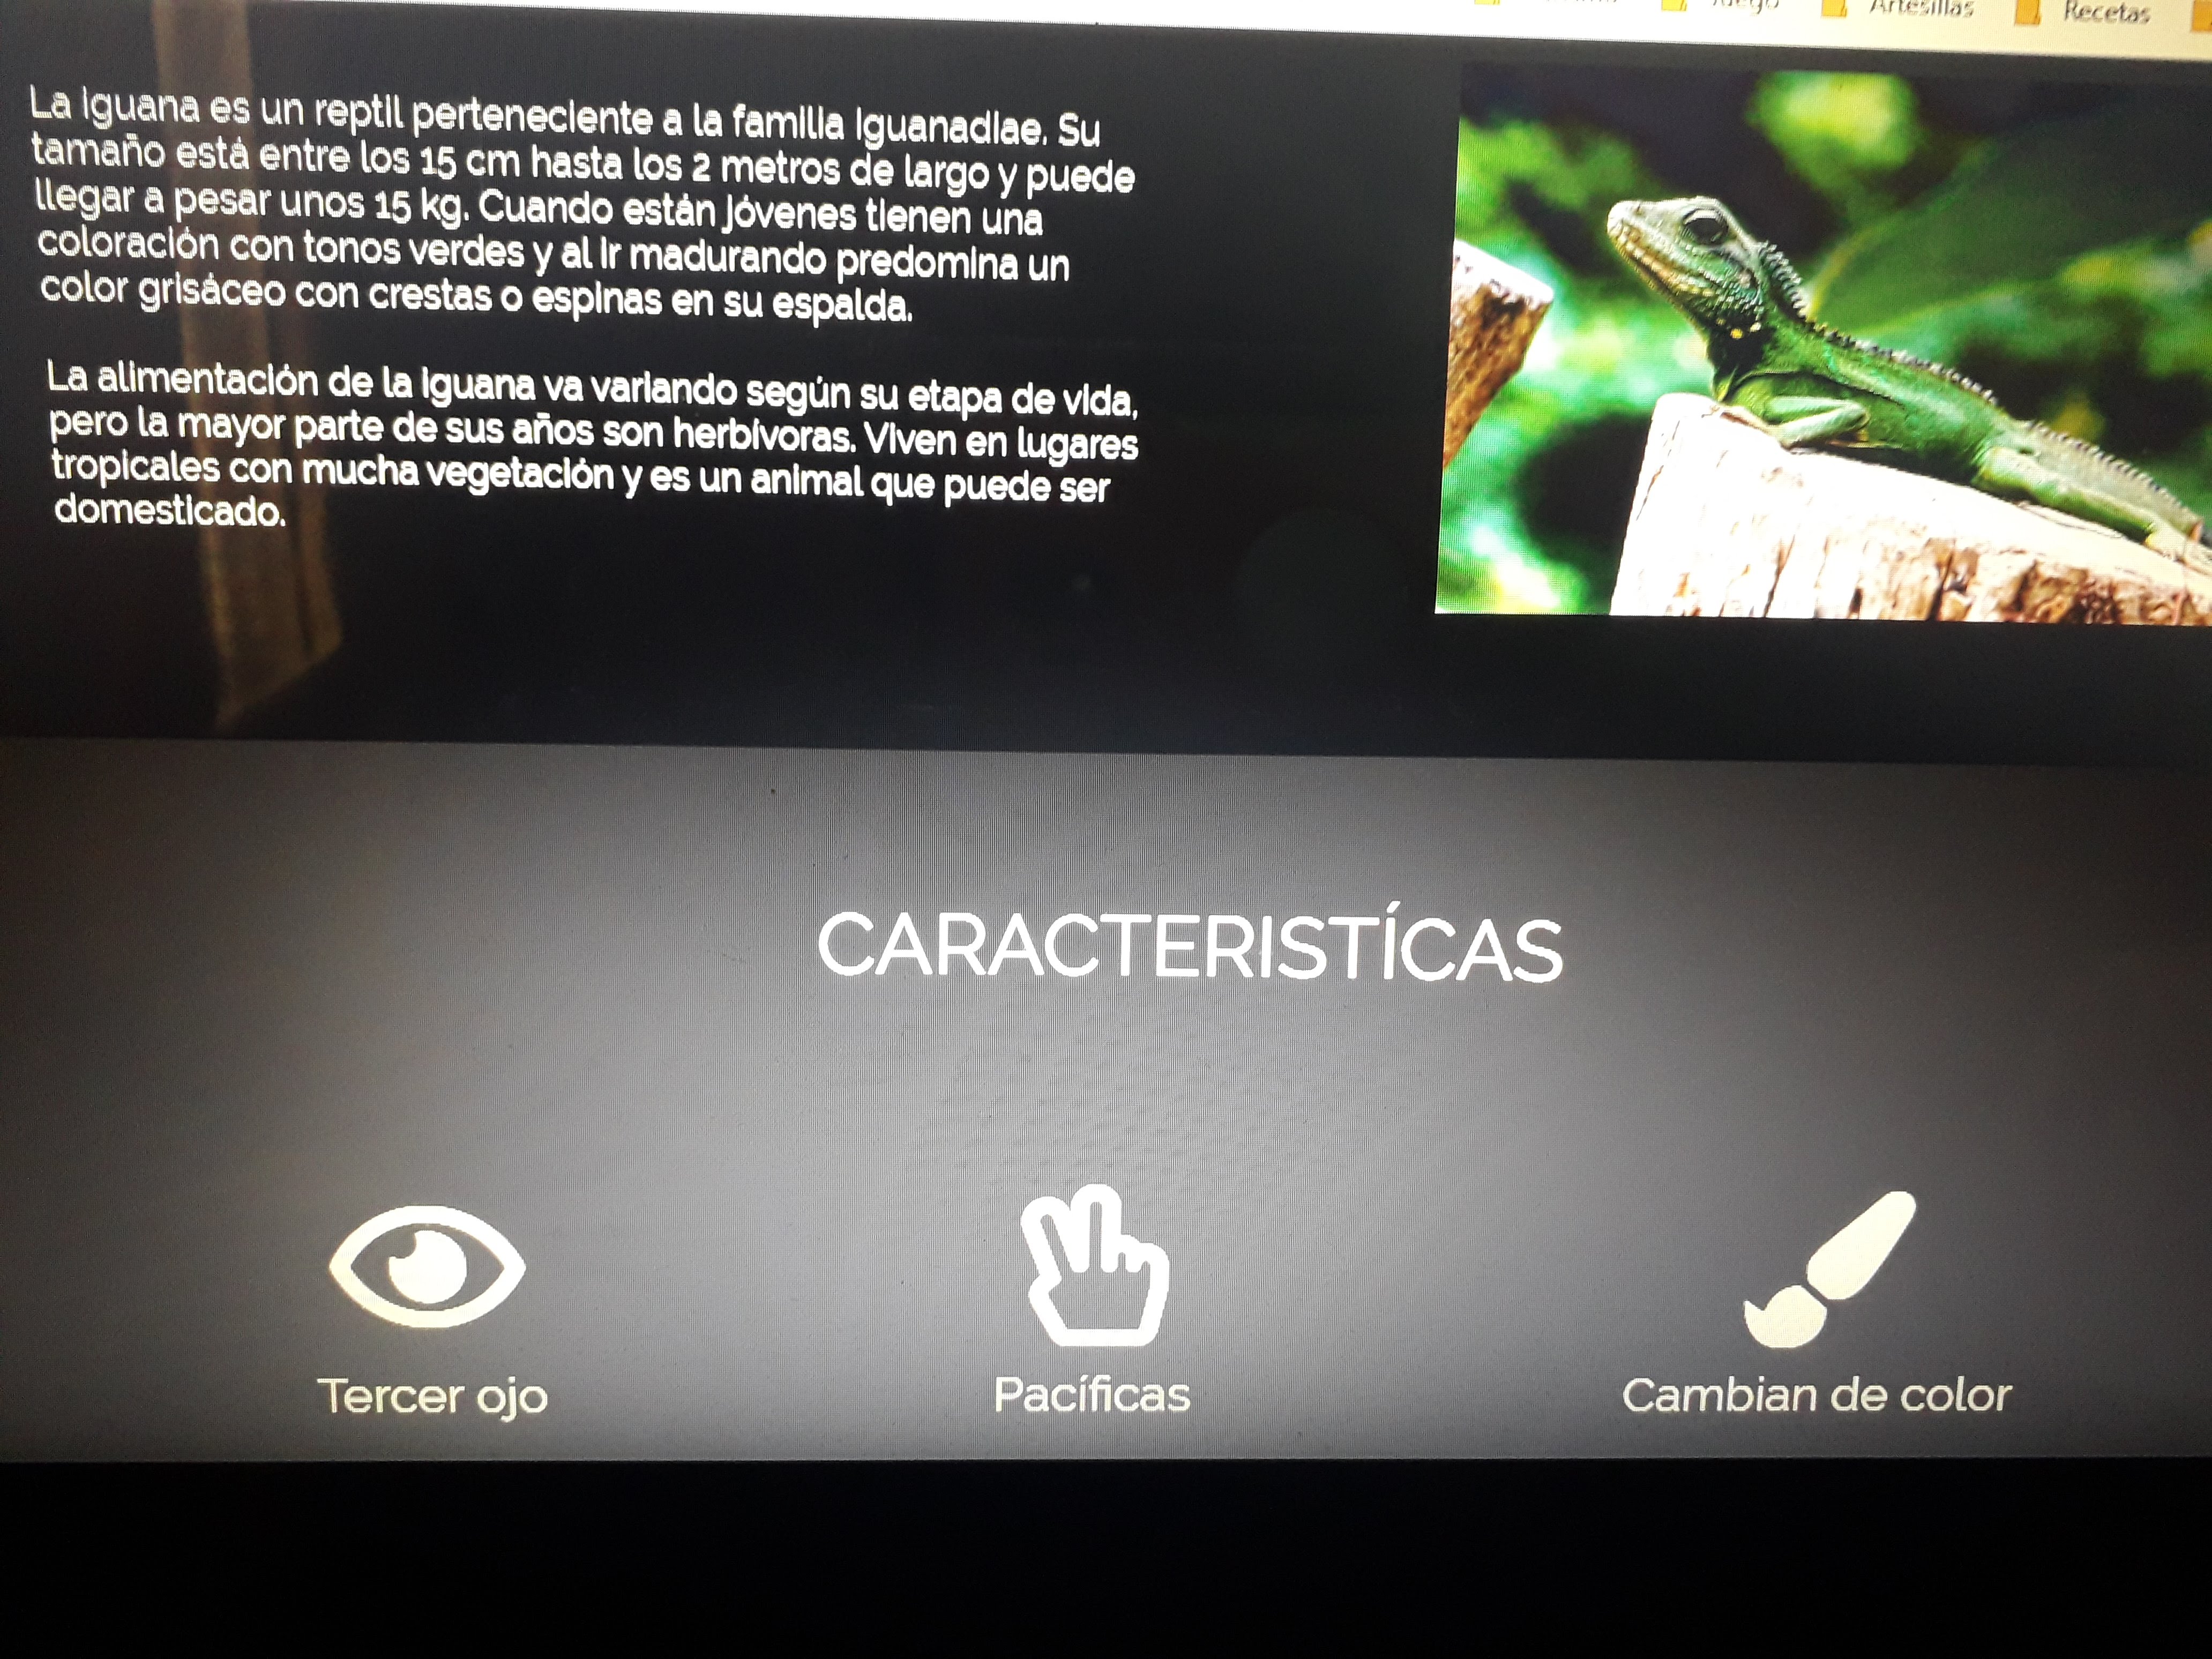 Artesillas
Recetas
La iguana es un reptil perteneciente a la familia Iguanadiae. Su
tamaño está entre los 15 cm hasta los 2 metros de largo y puede
llegar a pesar unos 15 kg. Cuando están jóvenes tienen una
coloración con tonos verdes y al ir madurando predomina un
color grisáceo con crestas o espinas en su espalda.
La alimentación de la iguana va variando según su etapa de vida,
pero la mayor parte de sus años son herbívoras. Viven en lugares
tropicales con mucha vegetación y es un animal que puede ser
domesticado.
CARACTERISTÍCAS
Tercer ojo
Pacíficas
Cambian de color